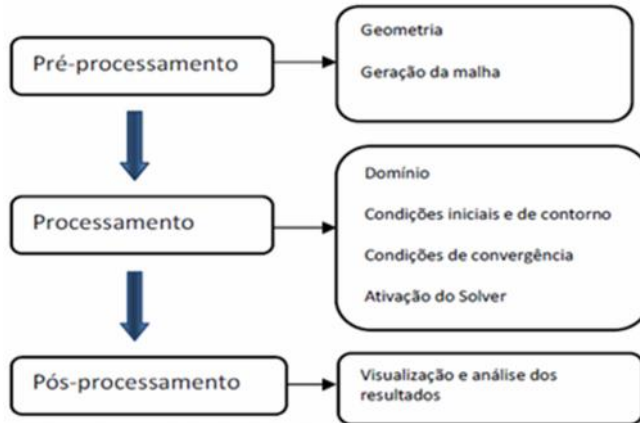 Pré-processamento
Geometria
Geração da malha
Processamento
Domínio
Condições iniciais e de contorno
Condições de convergência
Ativação do Solver
Pós-processamento
Visualização e análise dos
resultados